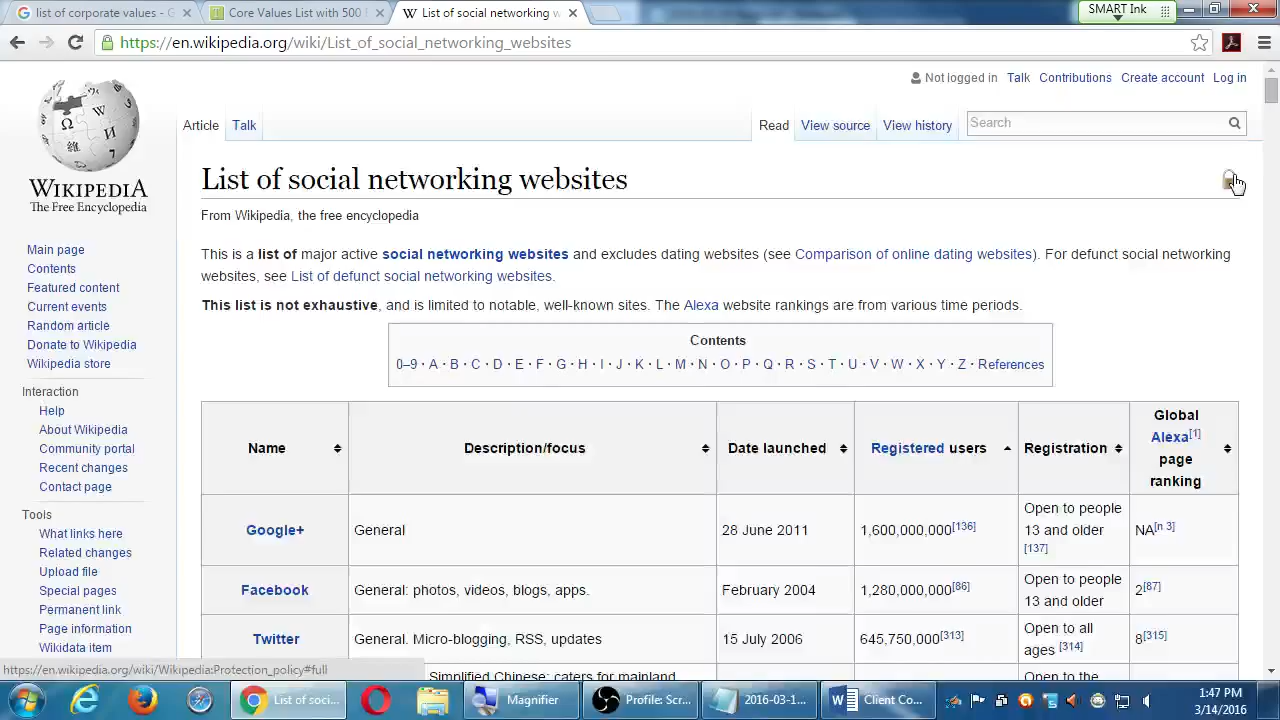 list of corporate values - G
Core Values List with 500
List of social networking w
SMART Ink
https://en.wikipedia.org/wiki/List_of_social_networking_websites
Not logged in Talk Contributions Create account Log in
Article Talk Read View source View history Search
WIKIPEDIA
The Free Encyclopedia
List of social networking websites
From Wikipedia, the free encyclopedia
This is a list of major active social networking websites and excludes dating websites (see Comparison of online dating websites). For defunct social networking
websites, see List of defunct social networking websites.
This list is not exhaustive, and is limited to notable, well-known sites. The Alexa website rankings are from various time periods.
Contents
0–9 · A · B · C · D · E · F · G · H · I · J · K · L · M · N · O · P · Q · R · S · T · U · V · W · X · Y · Z · References
Main page
Contents
Featured content
Current events
Random article
Donate to Wikipedia
Wikipedia store
Interaction
Help
About Wikipedia
Community portal
Recent changes
Contact page
Tools
What links here
Related changes
Upload file
Special pages
Permanent link
Page information
Wikidata item
Name Description/focus Date launched Registered users Registration Global
Alexa[1]
page
ranking
Google+ General 28 June 2011 1,600,000,000[136] Open to people
13 and older
[137]
NA[n 3]
Facebook General: photos, videos, blogs, apps. February 2004 1,280,000,000[86] Open to people
13 and older
2[87]
Twitter General. Micro-blogging, RSS, updates 15 July 2006 645,750,000[313] Open to all
ages [314]
8[315]
Simplified Chinese; caters for mainland Open to the
https://en.wikipedia.org/wiki/Wikipedia:Protection_policy#full
List of soci...
Magnifier
Profile: Scr...
2016-03-1...
Client Co...
1:47 PM
3/14/2016